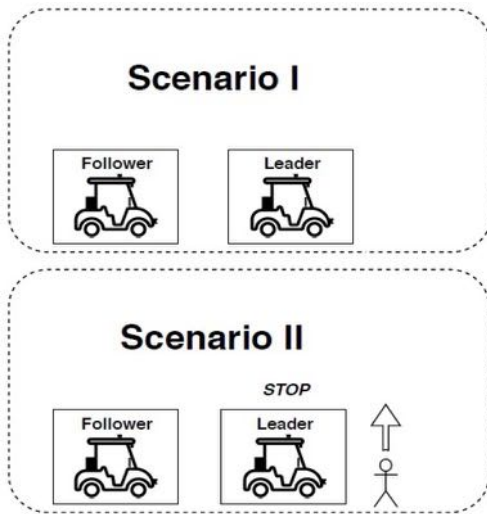 Scenario I
Follower
Leader
Scenario II
STOP
Follower
Leader